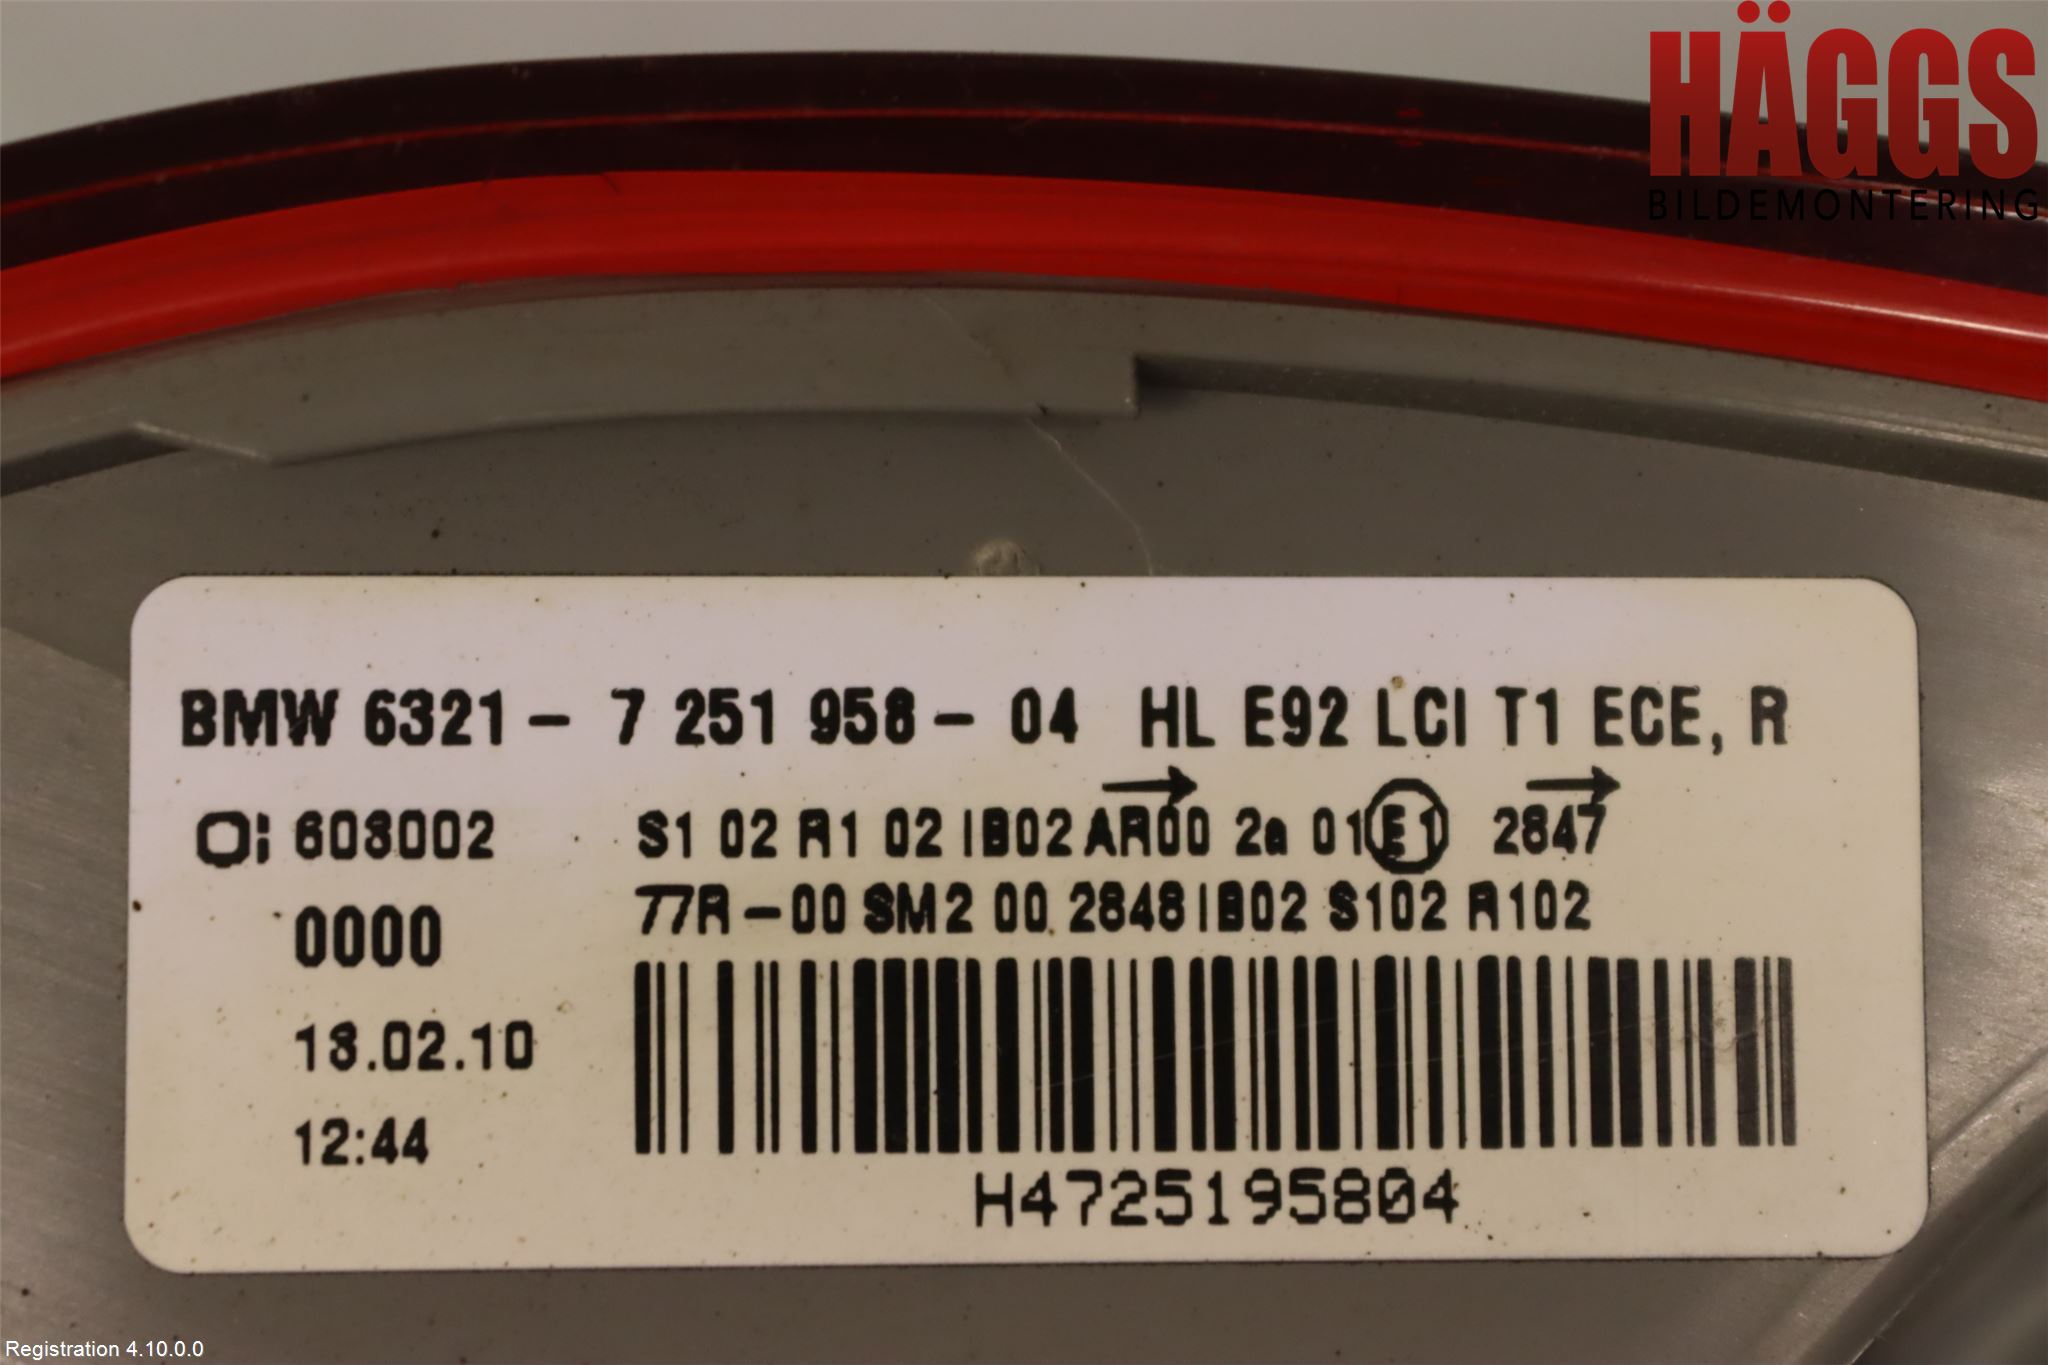 HÄGGS
BILDEMONTERING
BMW 6321- 7 251 958- 04 HL E92 LCI T1 ECE, R
608002 S1 02 R1 02 IB02 AR00 2a 01 E1 2847
0000 77R-00 SM2 00 2848 IB02 S102 R102
18.02.10
12:44
H4725195804
Registration 4.10.0.0